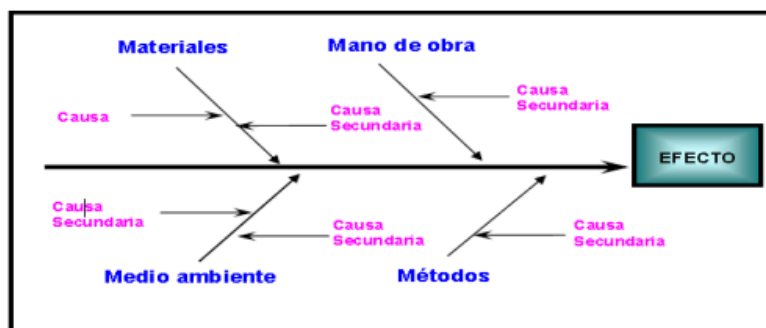 Materiales
Mano de obra
Causa
Causa
Secundaria
Causa
Secundaria
EFECTO
Causa
Secundaria
Causa
Secundaria
Causa
Secundaria
Medio ambiente
Métodos